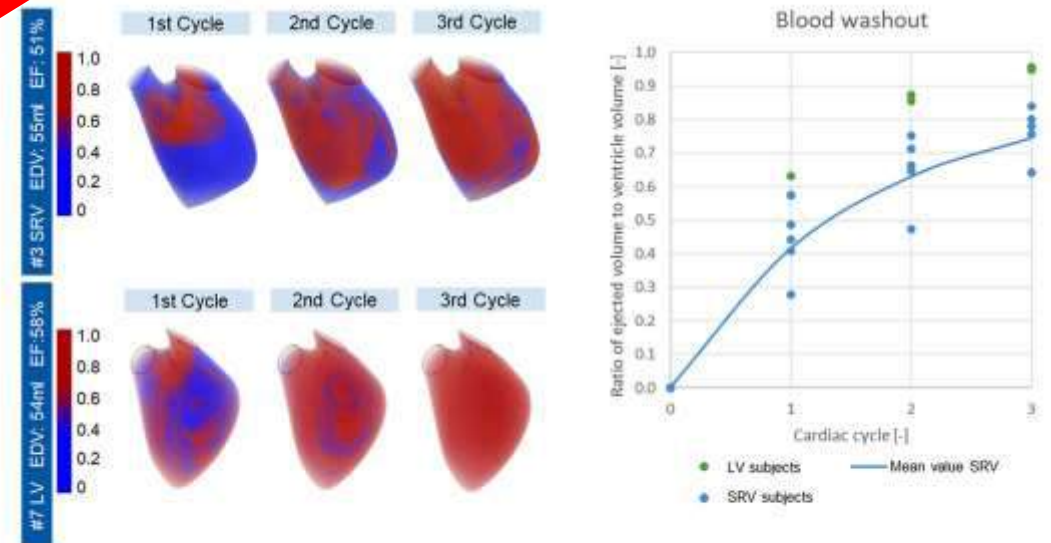 #3 SRV EDV: 55ml EF: 51%
1st Cycle
2nd Cycle
3rd Cycle
1.0
0.8
0.6
0.4
0.2
0
#7 LV EDV: 54ml EF:58%
1st Cycle
2nd Cycle
3rd Cycle
1.0
0.8
0.6
0.4
0.2
0
Blood washout
Ratio of ejected volume to ventricle volume [-]
1.0
0.9
0.8
0.7
0.6
0.5
0.4
0.3
0.2
0.1
0.0
0 1 2 3
Cardiac cycle [-]
LV subjects Mean value SRV
SRV subjects